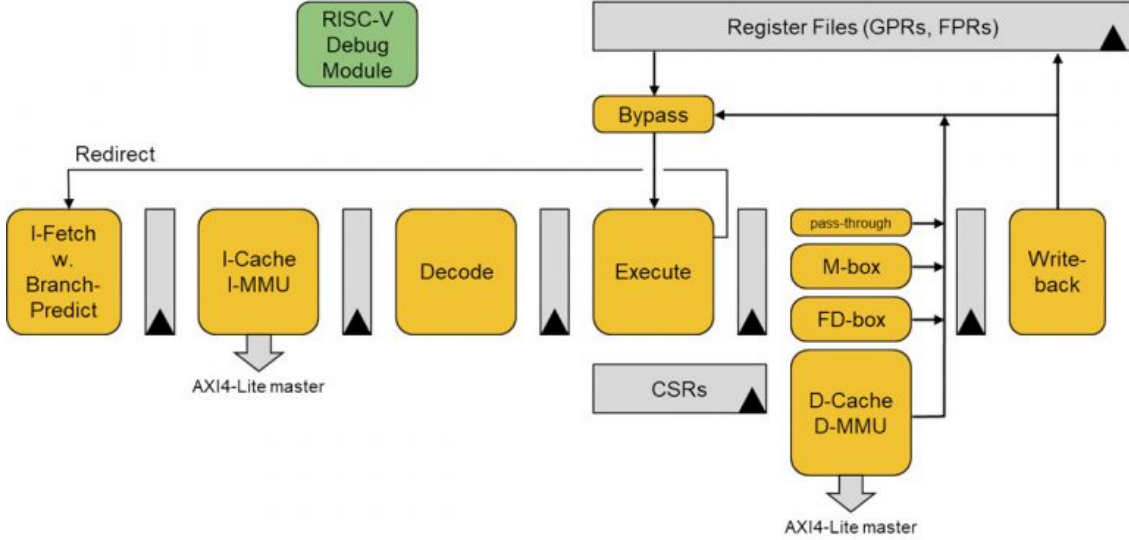 RISC-V
Debug
Module
Register Files (GPRs, FPRs)
Bypass
Redirect
I-Fetch
w.
Branch-
Predict
I-Cache
I-MMU
Decode
Execute
pass-through
M-box
FD-box
Write-
back
AXI4-Lite master
CSRs
D-Cache
D-MMU
AXI4-Lite master